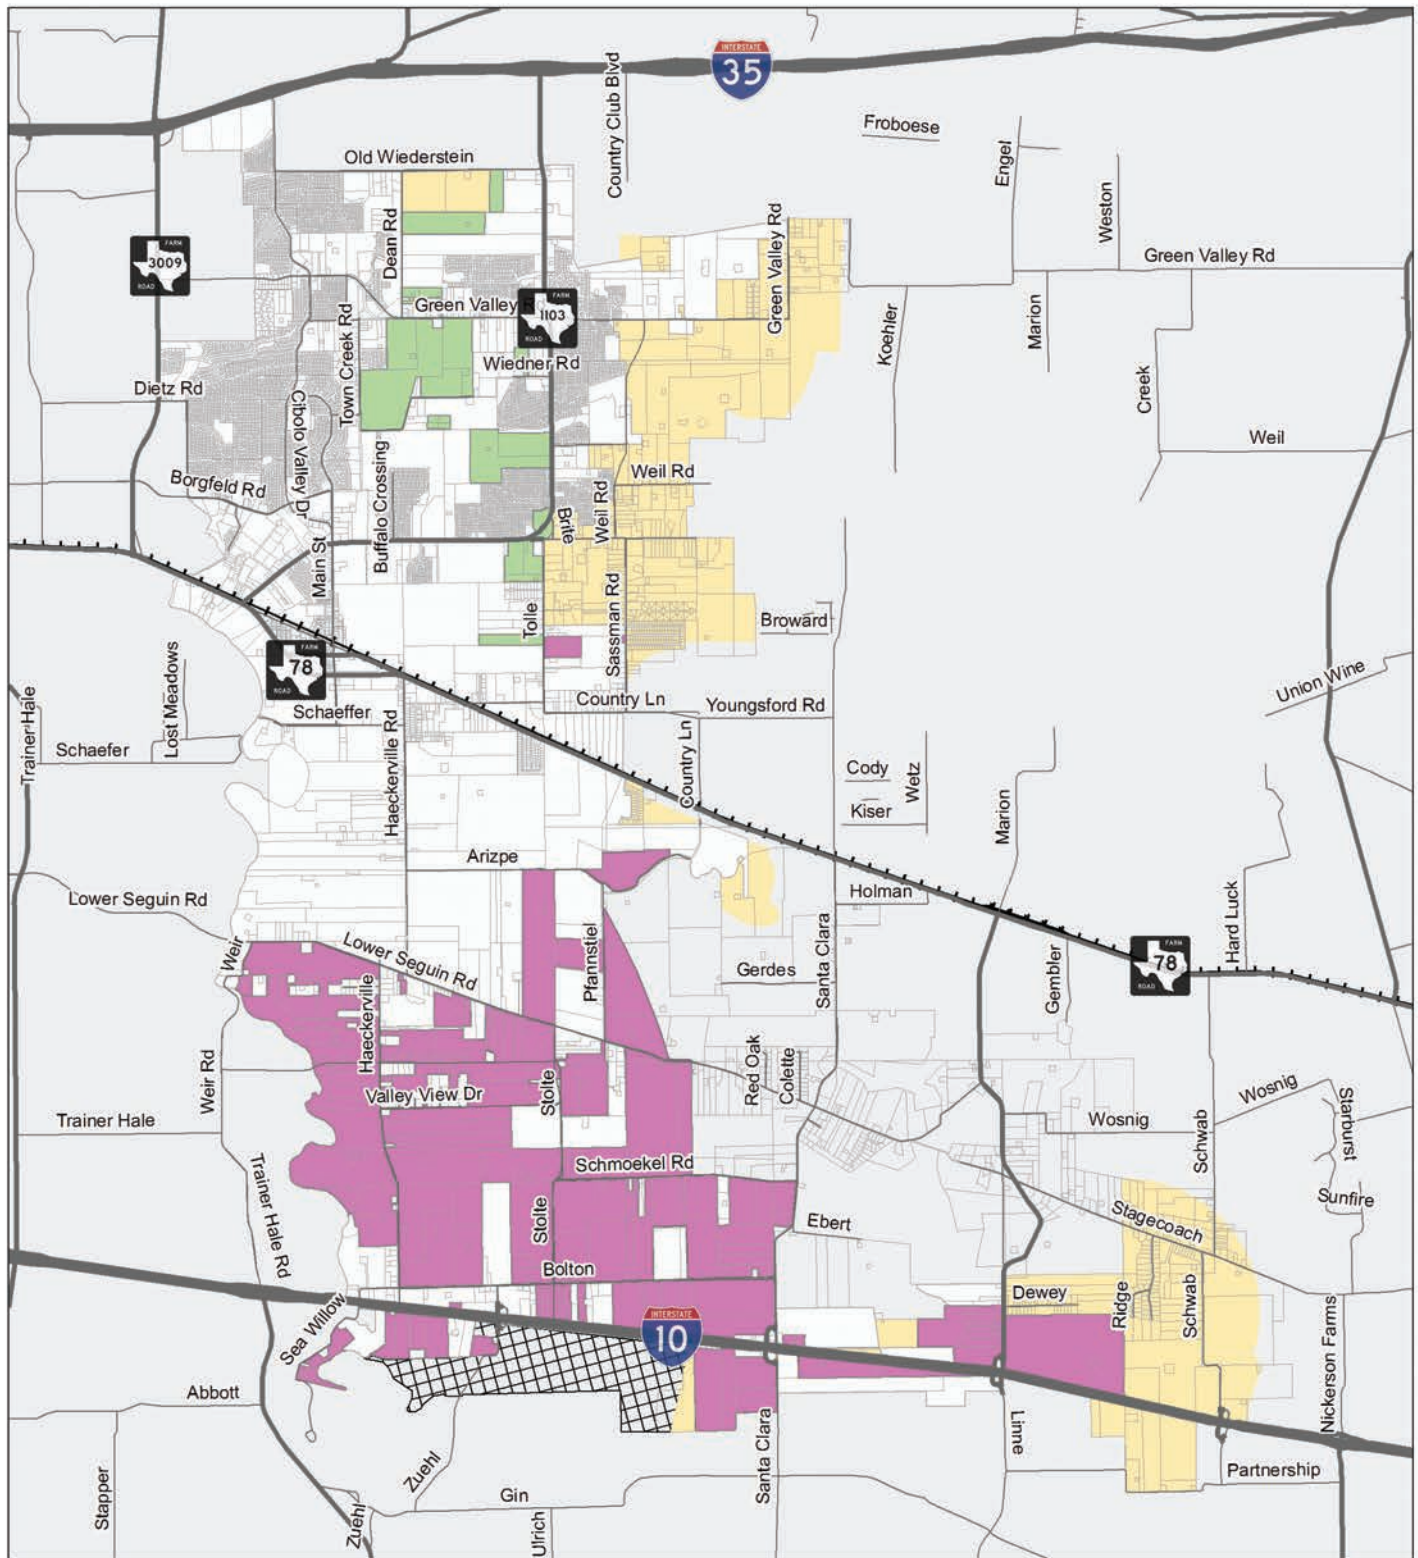 INTERSTATE
35
Country Club Blvd
Froboese
Engel
Old Wiederstein
Weston
Dean Rd
Green Valley Rd
FARM
3009
ROAD
Green Valley Rd
Green Valley R
FARM
1103
ROAD
Marion
Koehler
Town Creek Rd
Wiedner Rd
Dietz Rd
Creek
Cibolo Valley Dr
Weil
Buffalo Crossing
Weil Rd
Borgfeld Rd
Weil Rd
Brite
Main St
Sassman Rd
Tolle
Broward
FARM
78
ROAD
Lost Meadows
Union Wine
Country Ln
Youngsford Rd
Schaeffer
Trainer Hale
Schaefer
Haeckerville Rd
Country Ln
Cody
Wetz
Kiser
Marion
Arizpe
Holman
Lower Seguin Rd
Hard Luck
Weir
Lower Seguin Rd
Pfannstiel
Santa Clara
Gerdes
Gembler
FARM
78
ROAD
Haeckerville
Red Oak
Colette
Weir Rd
Valley View Dr
Stolte
Wosnig
Starburst
Trainer Hale
Wosnig
Schwab
Schmoekel Rd
Trainer Hale Rd
Stolte
Ebert
Stagecoach
Sunfire
Bolton
Dewey
Ridge
Schwab
Sea Willow
INTERSTATE
10
Nickerson Farms
Abbott
Santa Clara
Linne
Zuehl
Partnership
Stapper
Gin
Zuehl
Ulrich